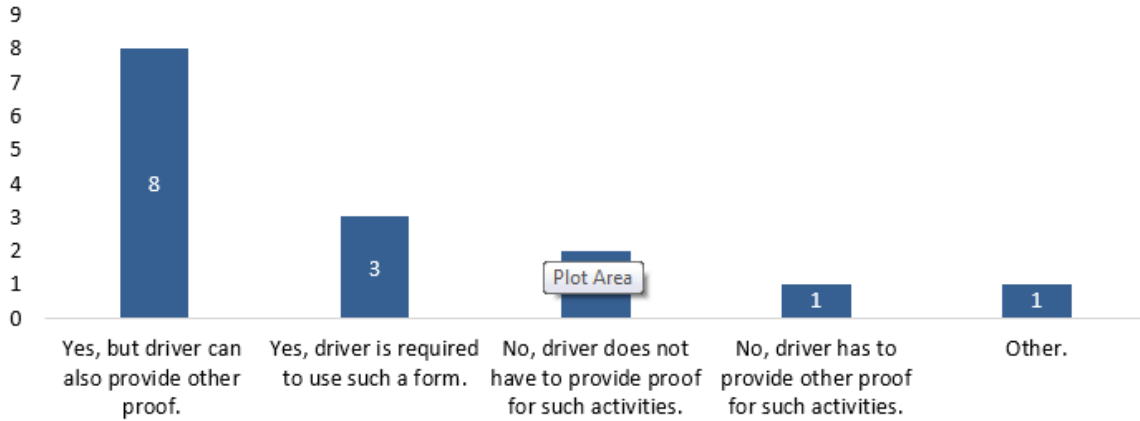 9
8
7
6
5
4
3
2
1
0
8
3
Plot Area
1
1
Yes, but driver can
also provide other
proof.
Yes, driver is required
to use such a form.
No, driver does not
have to provide proof
for such activities.
No, driver has to
provide other proof
for such activities.
Other.